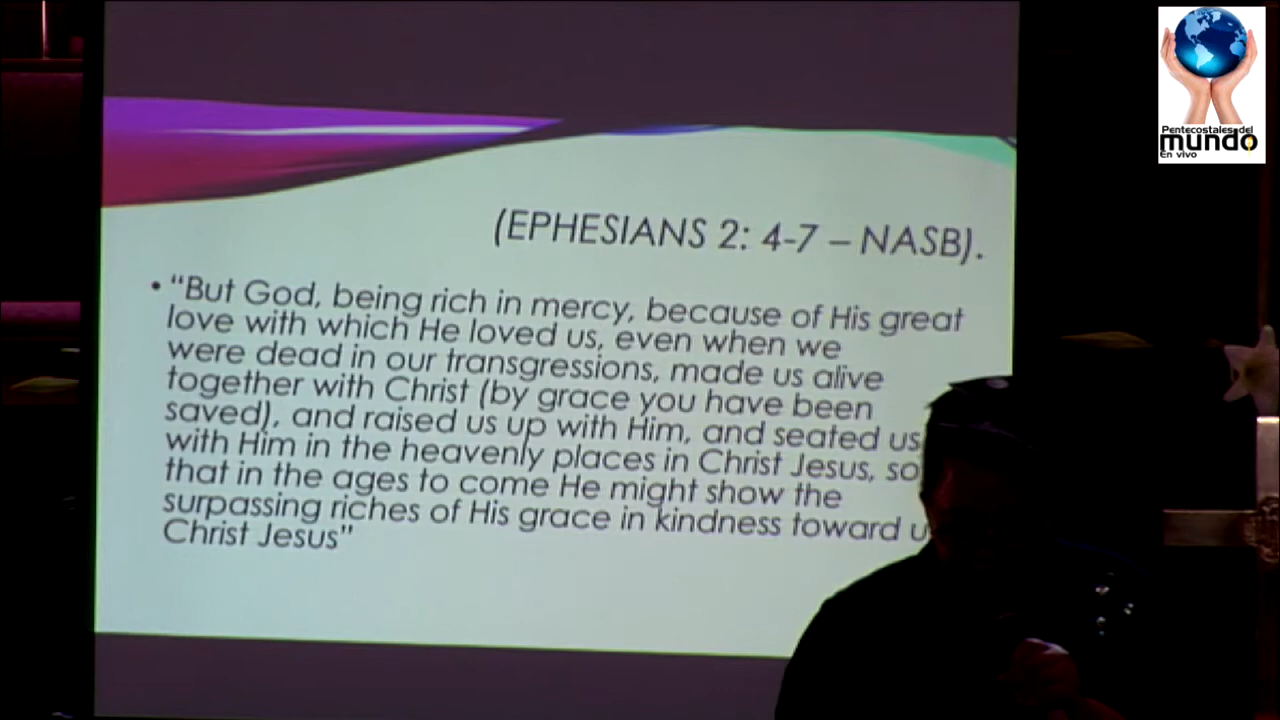 (EPHESIANS 2: 4-7 – NASB).
• “But God, being rich in mercy, because of His great
love with which He loved us, even when we
were dead in our transgressions, made us alive
together with Christ (by grace you have been
saved), and raised us up with Him, and seated us
with Him in the heavenly places in Christ Jesus, so
that in the ages to come He might show the
surpassing riches of His grace in kindness toward
Christ Jesus”
Pentecostales del
mundo
En vivo